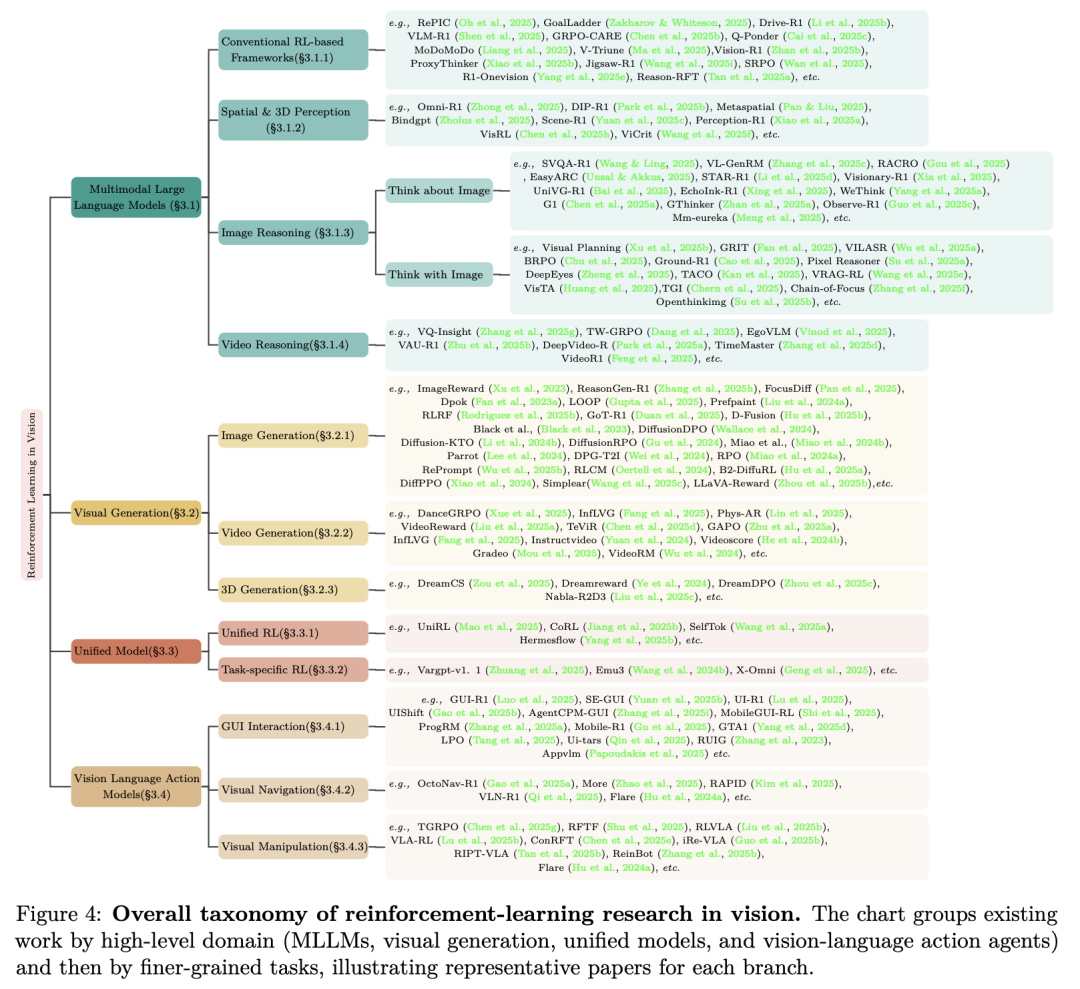 Reinforcement Learning in Vision
Multimodal Large
Language Models (§3.1)
Conventional RL-based
Frameworks(§3.1.1)
e.g., RePIC (Oh et al., 2025), GoalLadder (Zakharov & Whiteson, 2025), Drive-R1 (Li et al., 2025b),
VLM-R1 (Shen et al., 2025), GRPO-CARE (Chen et al., 2025b), Q-Ponder (Cai et al., 2025c),
MoDoMoDo (Liang et al., 2025), V-Triune (Ma et al., 2025),Vision-R1 (Zhan et al., 2025b),
ProxyThinker (Xiao et al., 2025b), Jigsaw-R1 (Wang et al., 2025i), SRPO (Wan et al., 2025),
R1-Onevision (Yang et al., 2025e), Reason-RFT (Tan et al., 2025a), etc.
Spatial & 3D Perception
(§3.1.2)
e.g., Omni-R1 (Zhong et al., 2025), DIP-R1 (Park et al., 2025b), Metaspatial (Pan & Liu, 2025),
Bindgpt (Zholus et al., 2025), Scene-R1 (Yuan et al., 2025c), Perception-R1 (Xiao et al., 2025a),
VisRL (Chen et al., 2025h), ViCrit (Wang et al., 2025f), etc.
Image Reasoning (§3.1.3)
Think about Image
e.g., SVQA-R1 (Wang & Ling, 2025), VL-GenRM (Zhang et al., 2025c), RACRO (Gou et al., 2025)
, EasyARC (Unsal & Akkus, 2025), STAR-R1 (Li et al., 2025d), Visionary-R1 (Xia et al., 2025),
UniVG-R1 (Bai et al., 2025), EchoInk-R1 (Xing et al., 2025), WeThink (Yang et al., 2025a),
G1 (Chen et al., 2025a), GThinker (Zhan et al., 2025a), Observe-R1 (Guo et al., 2025c),
Mm-eureka (Meng et al., 2025), etc.
Think with Image
e.g., Visual Planning (Xu et al., 2025b), GRIT (Fan et al., 2025), VILASR (Wu et al., 2025a),
BRPO (Chu et al., 2025), Ground-R1 (Cao et al., 2025), Pixel Reasoner (Su et al., 2025a),
DeepEyes (Zheng et al., 2025), TACO (Kan et al., 2025), VRAG-RL (Wang et al., 2025e),
VisTA (Huang et al., 2025),TGI (Chern et al., 2025), Chain-of-Focus (Zhang et al., 2025f),
Openthinkimg (Su et al., 2025b), etc.
Video Reasoning(§3.1.4)
e.g., VQ-Insight (Zhang et al., 2025g), TW-GRPO (Dang et al., 2025), EgoVLM (Vinod et al., 2025),
VAU-R1 (Zhu et al., 2025b), DeepVideo-R (Park et al., 2025a), TimeMaster (Zhang et al., 2025d),
VideoR1 (Feng et al., 2025), etc.
Visual Generation(§3.2)
Image Generation(§3.2.1)
e.g., ImageReward (Xu et al., 2023), ReasonGen-R1 (Zhang et al., 2025h), FocusDiff (Pan et al., 2025),
Dpok (Fan et al., 2023a), LOOP (Gupta et al., 2025), Prefpaint (Liu et al., 2024a),
RLRF (Rodriguez et al., 2025b), GoT-R1 (Duan et al., 2025), D-Fusion (Hu et al., 2025b),
Black et al., (Black et al., 2023), DiffusionDPO (Wallace et al., 2024),
Diffusion-KTO (Li et al., 2024b), DiffusionRPO (Gu et al., 2024), Miao et al., (Miao et al., 2024b),
Parrot (Lee et al., 2024), DPG-T2I (Wei et al., 2024), RPO (Miao et al., 2024a),
RePrompt (Wu et al., 2025b), RLCM (Oertell et al., 2024), B2-DiffuRL (Hu et al., 2025a),
DiffPPO (Xiao et al., 2024), Simplear(Wang et al., 2025c), LLaVA-Reward (Zhou et al., 2025b),etc.
Video Generation(§3.2.2)
e.g., DanceGRPO (Xue et al., 2025), InfLVG (Fang et al., 2025), Phys-AR (Lin et al., 2025),
VideoReward (Liu et al., 2025a), TeViR (Chen et al., 2025d), GAPO (Zhu et al., 2025a),
InfLVG (Fang et al., 2025), Instructvideo (Yuan et al., 2024), Videoscore (He et al., 2024b),
Gradeo (Mou et al., 2025), VideoRM (Wu et al., 2024), etc.
3D Generation(§3.2.3)
e.g., DreamCS (Zou et al., 2025), Dreamreward (Ye et al., 2024), DreamDPO (Zhou et al., 2025c),
Nabla-R2D3 (Liu et al., 2025c), etc.
Unified Model(§3.3)
Unified RL(§3.3.1)
e.g., UniRL (Mao et al., 2025), CoRL (Jiang et al., 2025b), SelfTok (Wang et al., 2025a),
Hermesflow (Yang et al., 2025b), etc.
Task-specific RL(§3.3.2)
e.g., Vargpt-v1. 1 (Zhuang et al., 2025), Emu3 (Wang et al., 2024b), X-Omni (Geng et al., 2025), etc.
Vision Language Action
Models(§3.4)
GUI Interaction(§3.4.1)
e.g., GUI-R1 (Luo et al., 2025), SE-GUI (Yuan et al., 2025b), UI-R1 (Lu et al., 2025),
UIShift (Gao et al., 2025b), AgentCPM-GUI (Zhang et al., 2025i), MobileGUI-RL (Shi et al., 2025),
ProgRM (Zhang et al., 2025a), Mobile-R1 (Gu et al., 2025), GTA1 (Yang et al., 2025d),
LPO (Tang et al., 2025), Ui-tars (Qin et al., 2025), RUIG (Zhang et al., 2023),
Appvlm (Papoudakis et al., 2025) etc.
Visual Navigation(§3.4.2)
e.g., OctoNav-R1 (Gao et al., 2025a), More (Zhao et al., 2025), RAPID (Kim et al., 2025),
VLN-R1 (Qi et al., 2025), Flare (Hu et al., 2024a), etc.
Visual Manipulation(§3.4.3)
e.g., TGRPO (Chen et al., 2025g), RFTF (Shu et al., 2025), RLVLA (Liu et al., 2025b),
VLA-RL (Lu et al., 2025b), ConRFT (Chen et al., 2025e), iRe-VLA (Guo et al., 2025b),
RIPT-VLA (Tan et al., 2025b), ReinBot (Zhang et al., 2025b),
Flare (Hu et al., 2024a), etc.
Figure 4: Overall taxonomy of reinforcement-learning research in vision. The chart groups existing
work by high-level domain (MLLMs, visual generation, unified models, and vision-language action agents)
and then by finer-grained tasks, illustrating representative papers for each branch.